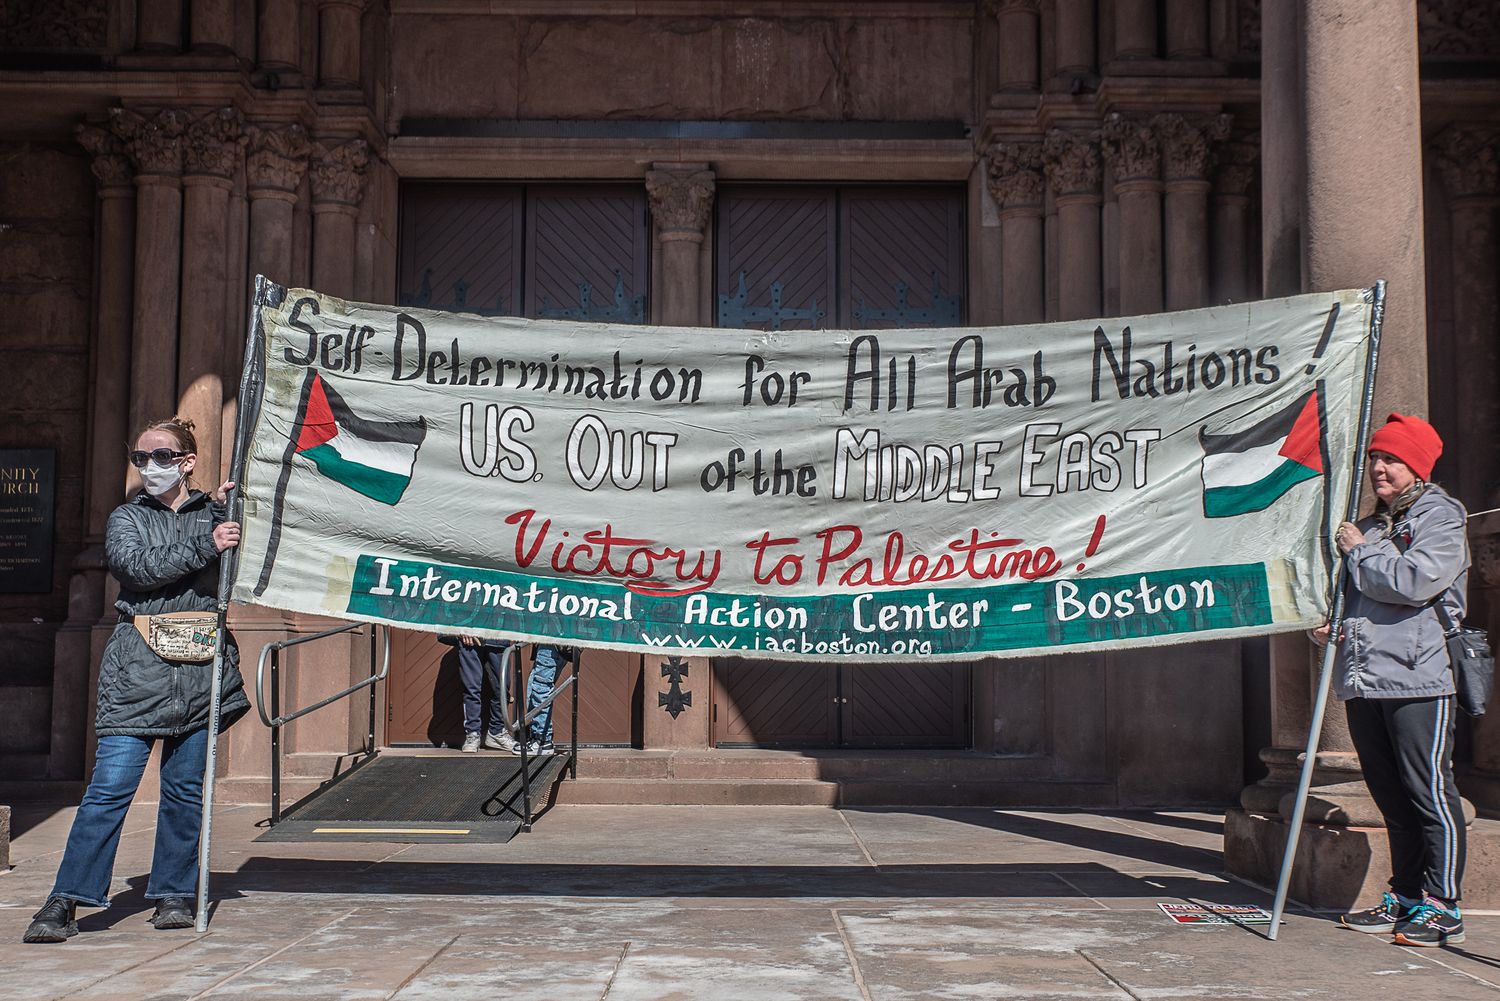 Self-Determination for All Arab Nations!
U.S. OUT of the MIDDLE EAST
Victory to Palestine!
International Action Center - Boston
www.iacboston.org